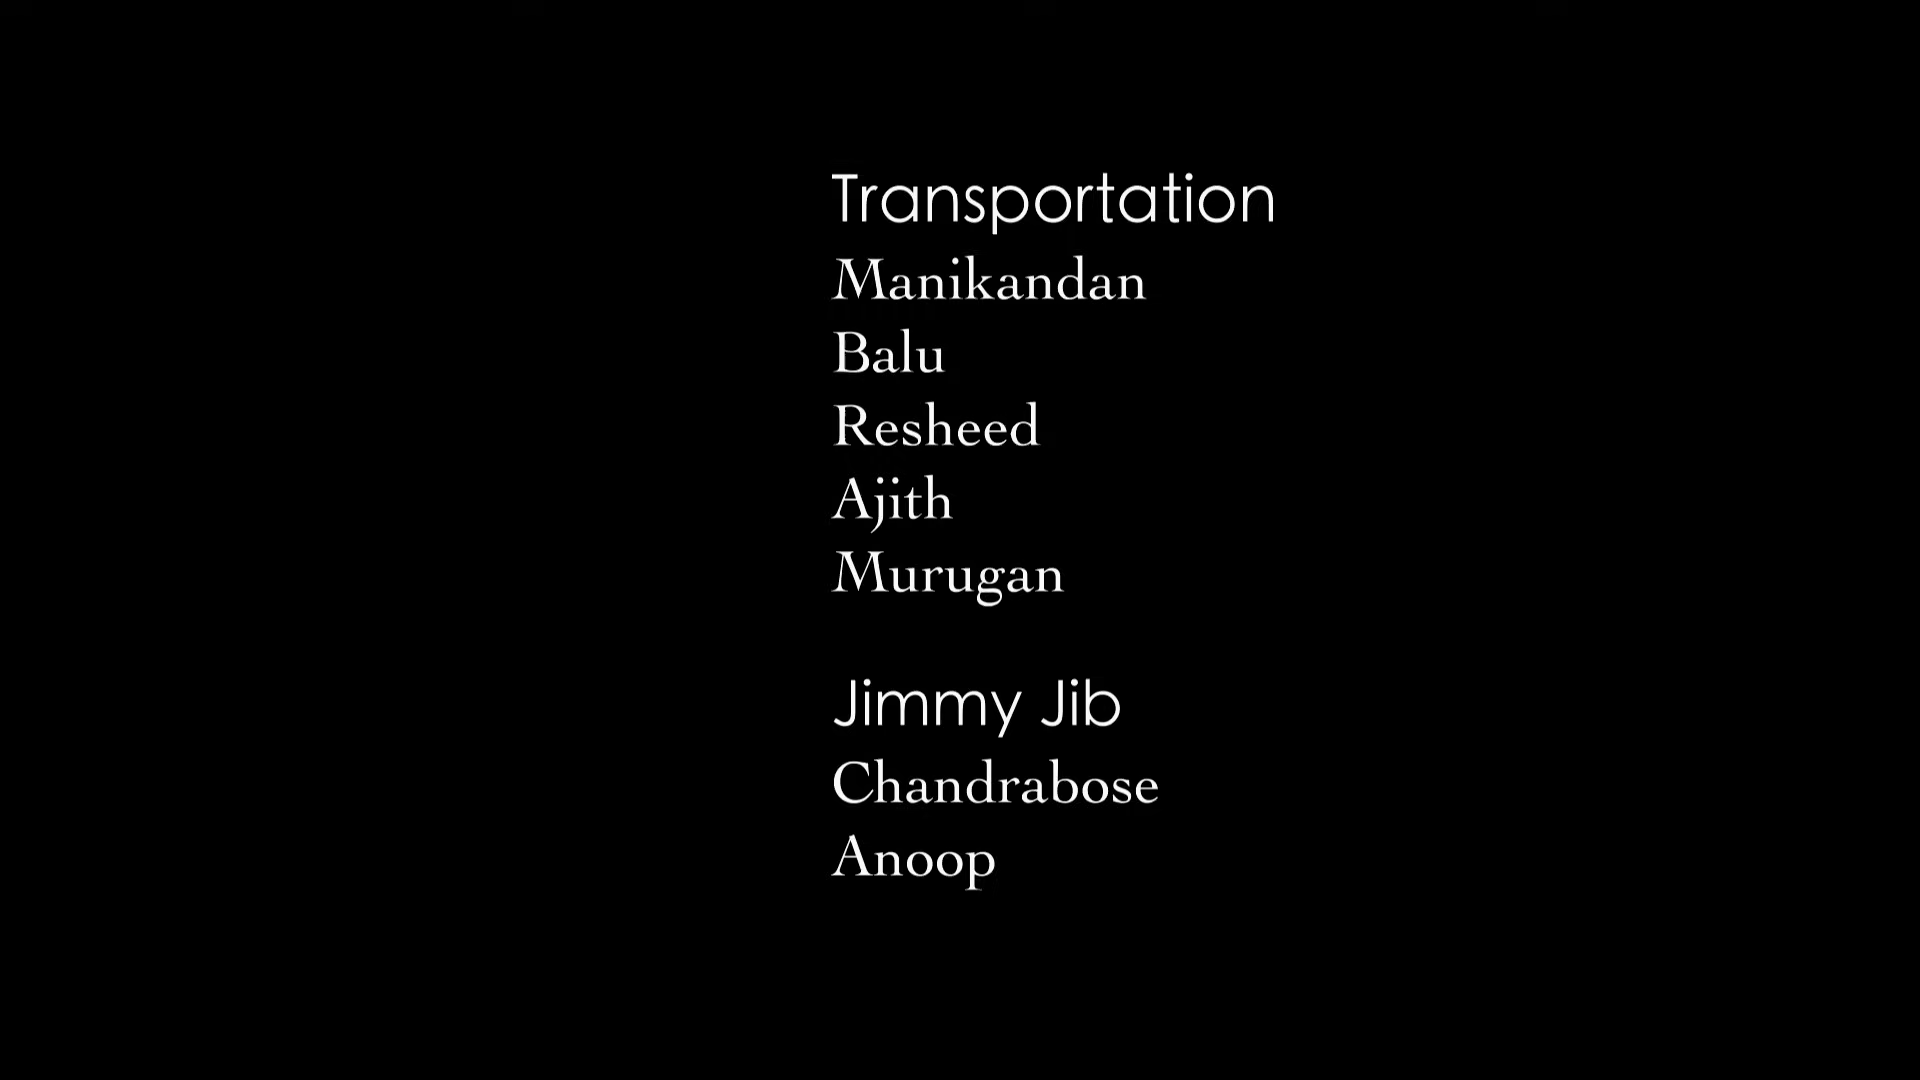 Transportation
Manikandan
Balu
Resheed
Ajith
Murugan
Jimmy Jib
Chandrabose
Anoop